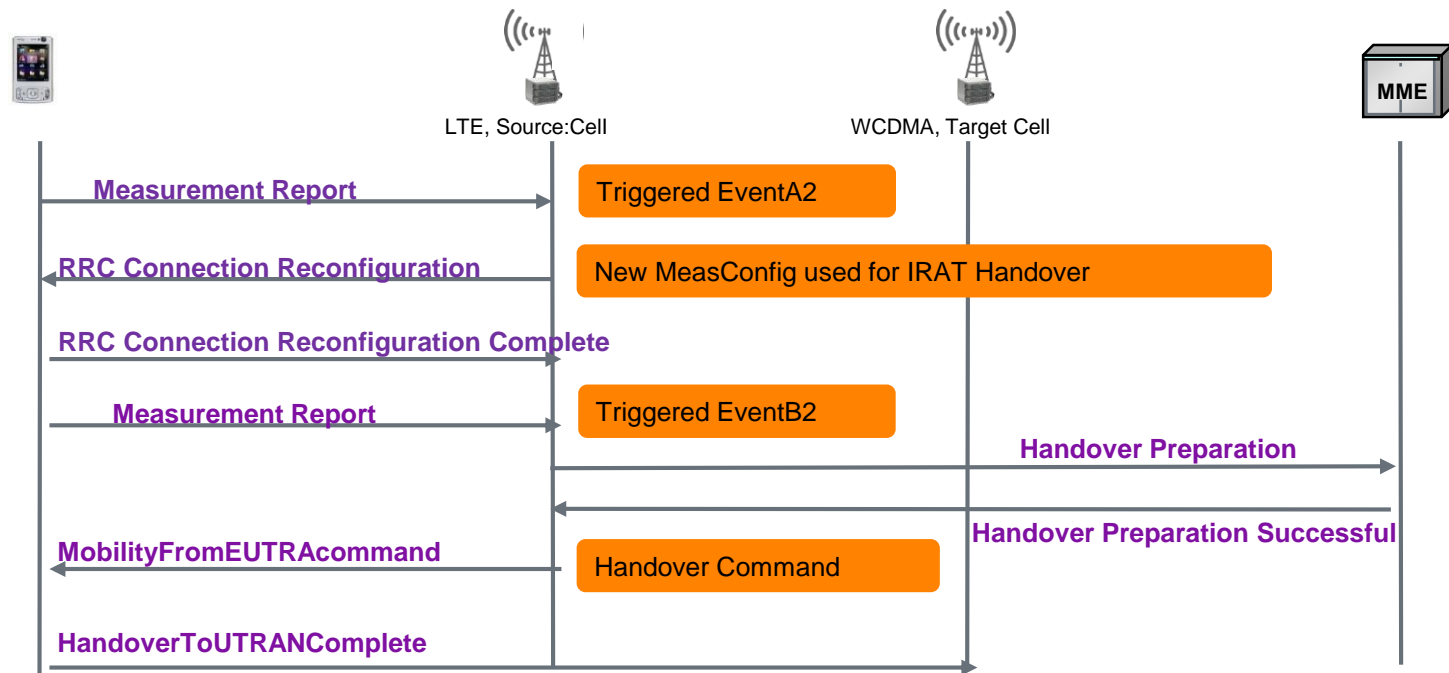 MME
LTE, Source:Cell
WCDMA, Target Cell
Measurement Report
Triggered EventA2
RRC Connection Reconfiguration
New MeasConfig used for IRAT Handover
RRC Connection Reconfiguration Complete
Measurement Report
Triggered EventB2
Handover Preparation
Handover Preparation Successful
MobilityFromEUTRAcommand
Handover Command
HandoverToUTRANComplete